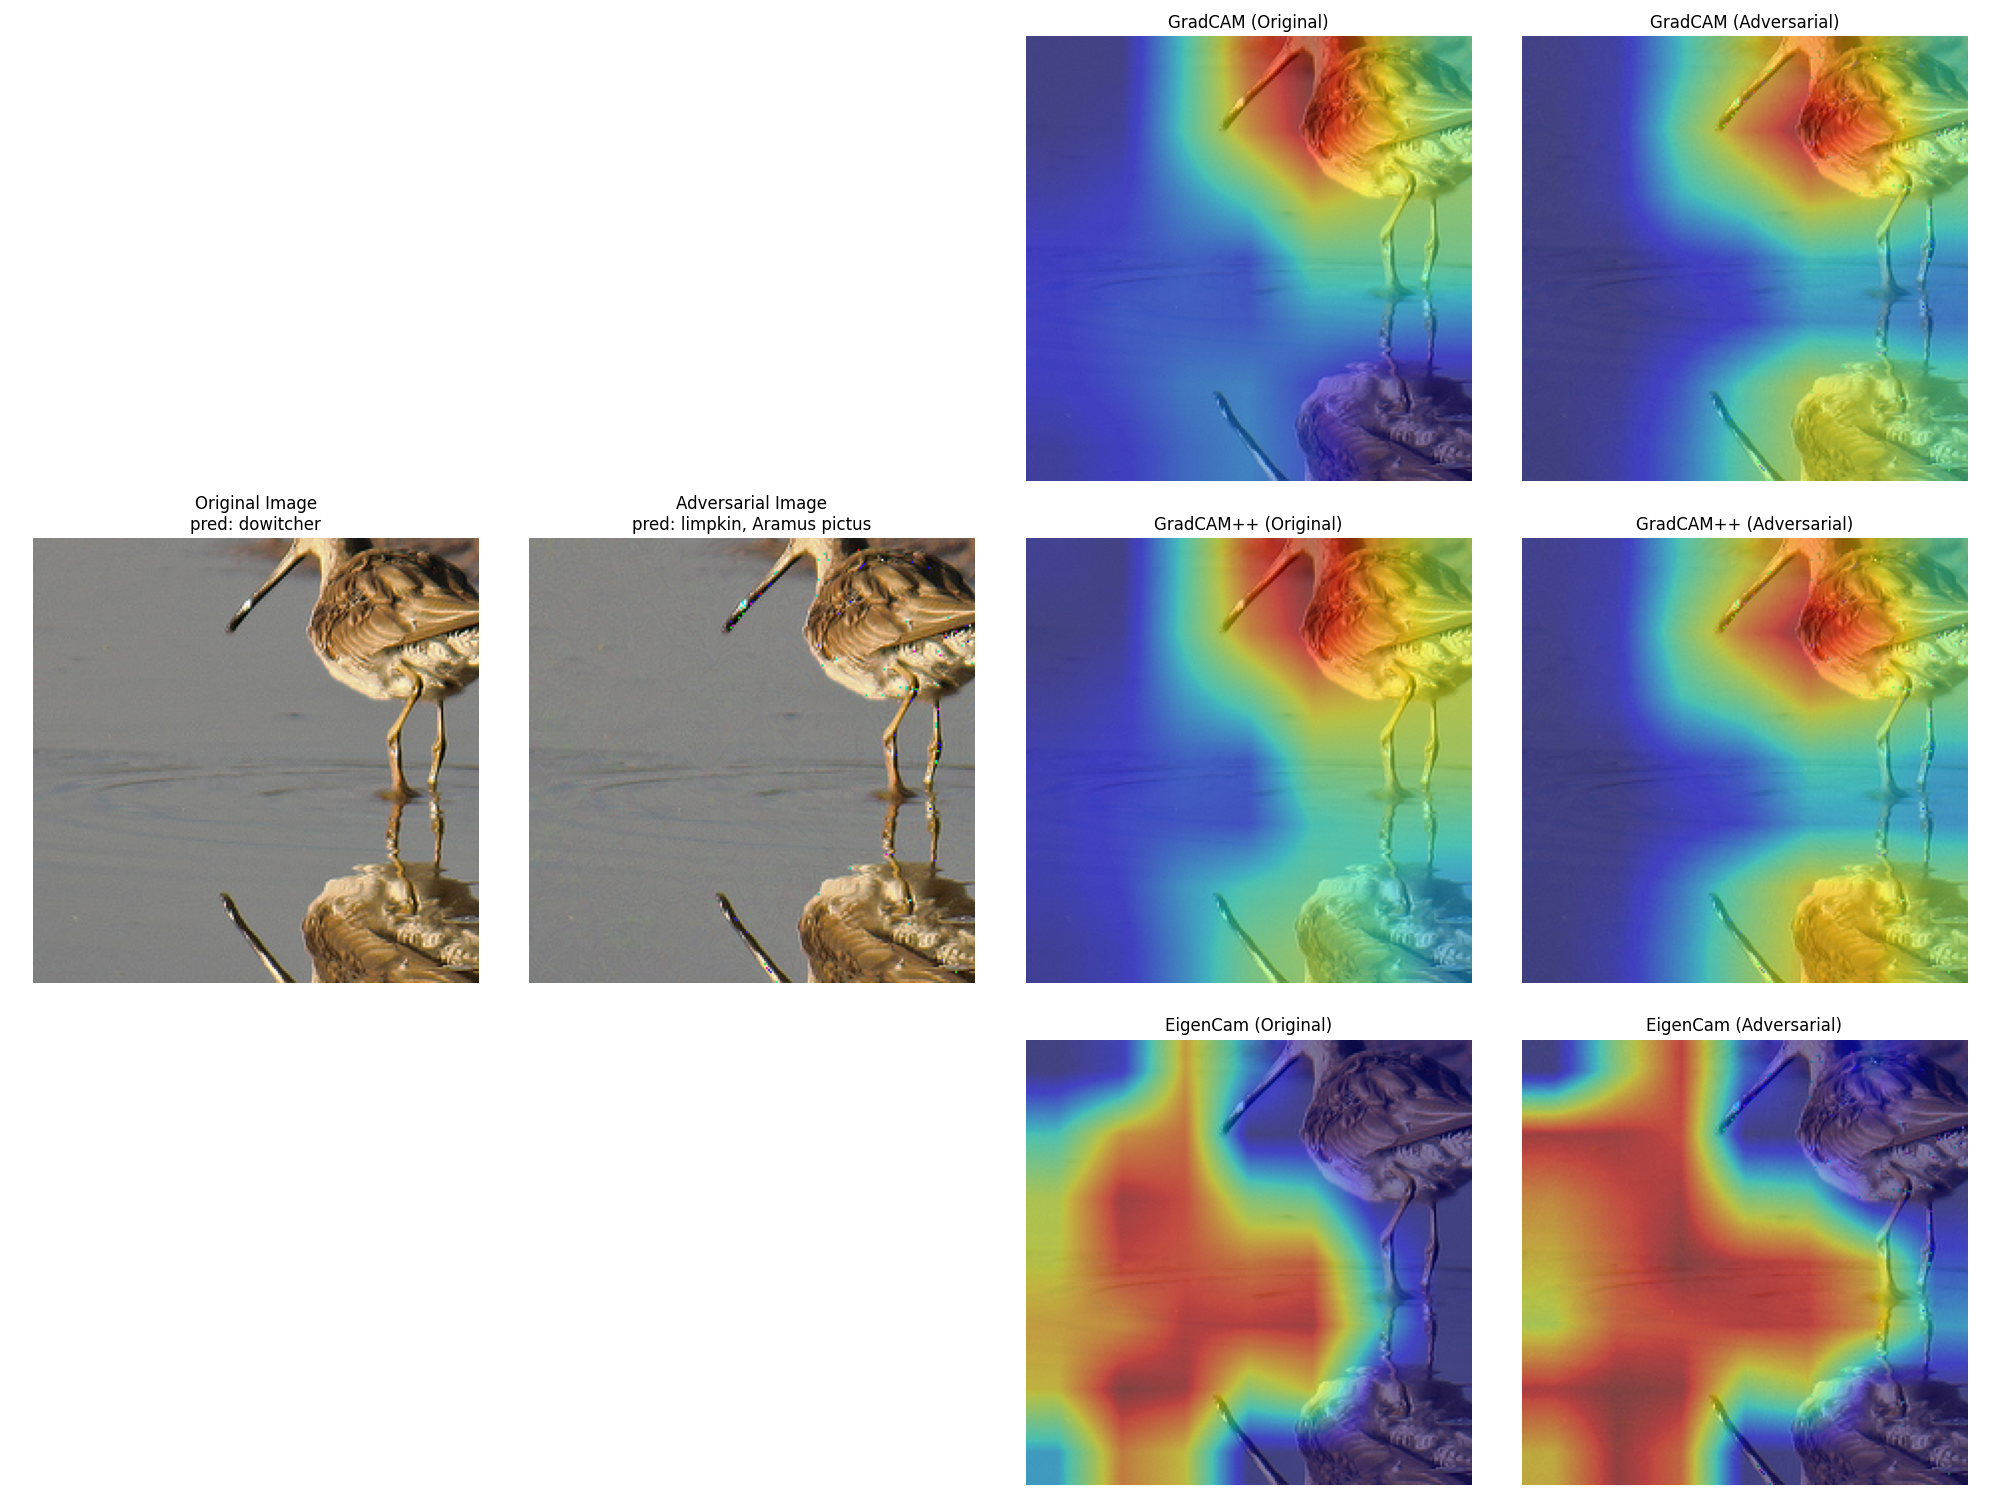 GradCAM (Original)
GradCAM (Adversarial)
Original Image
pred: dowitcher
Adversarial Image
pred: limpkin, Aramus pictus
GradCAM++ (Original)
GradCAM++ (Adversarial)
EigenCam (Original)
EigenCam (Adversarial)